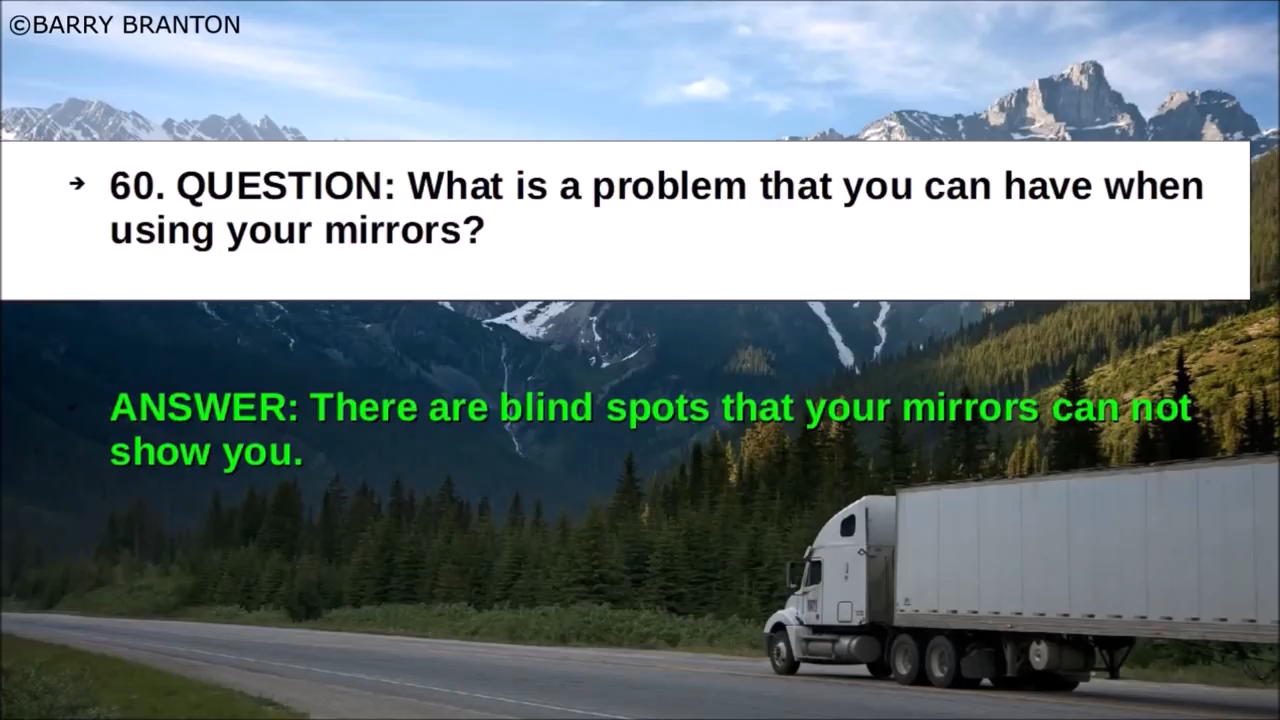 ©BARRY BRANTON
➔ 60. QUESTION: What is a problem that you can have when
using your mirrors?
ANSWER: There are blind spots that your mirrors can not
show you.